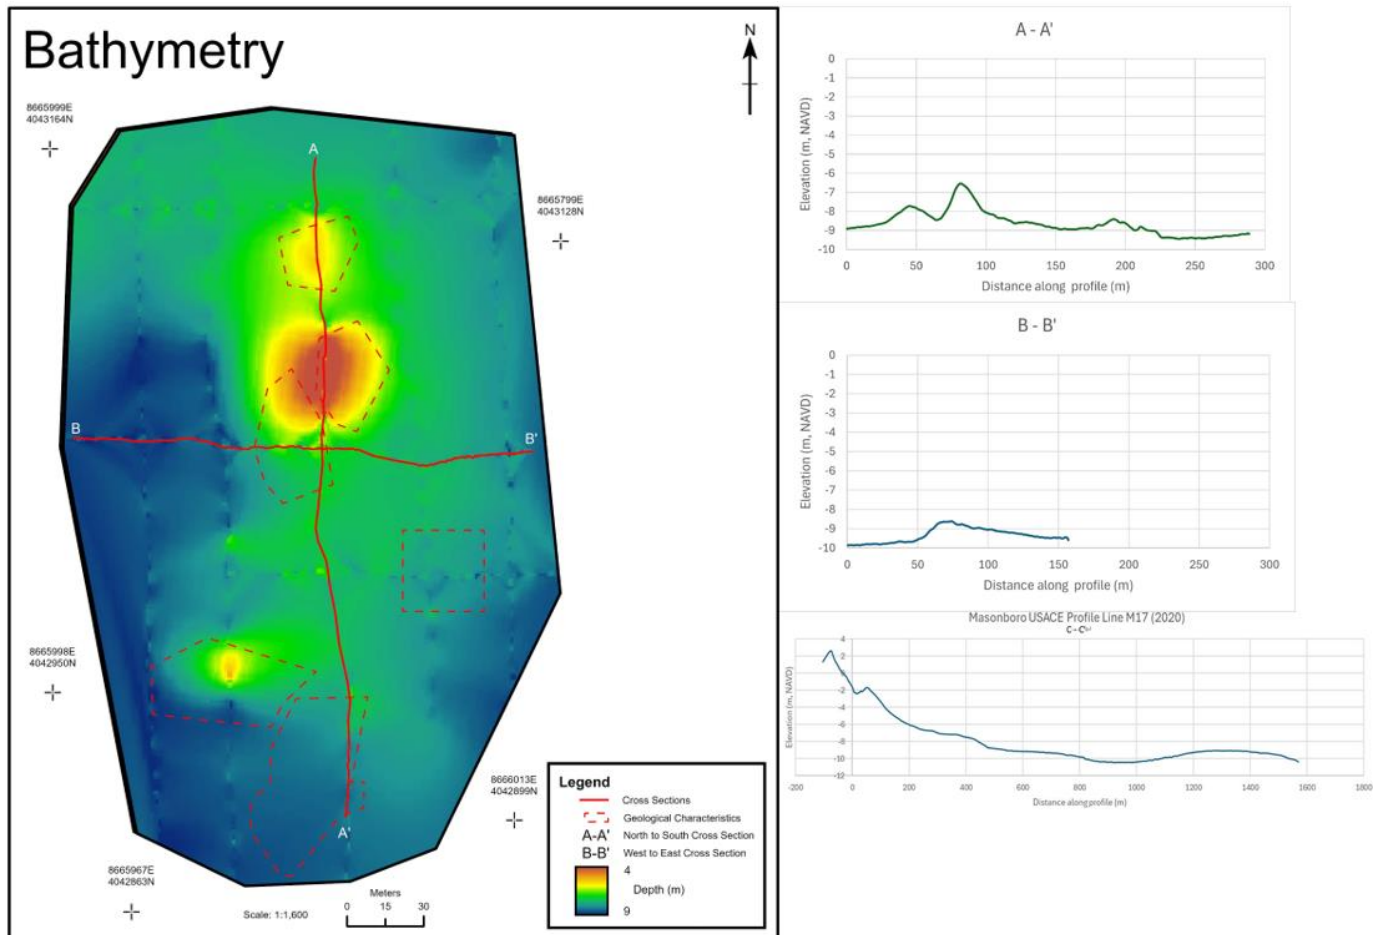 Bathymetry
N
8665999E
4043164N
8665799E
4043128N
A
B
B'
8665998E
4042950N
8666013E
4042899N
A'
8665967E
4042863N
Scale: 1:1,600
Meters
0 15 30
Legend
Cross Sections
Geological Characteristics
A-A' North to South Cross Section
B-B' West to East Cross Section
4
Depth (m)
9
A - A'
Elevation (m, NAVD)
0
-1
-2
-3
-4
-5
-6
-7
-8
-9
-10
0 50 100 150 200 250 300
Distance along profile (m)
B - B'
Elevation (m, NAVD)
0
-1
-2
-3
-4
-5
-6
-7
-8
-9
-10
0 50 100 150 200 250 300
Distance along profile (m)
Masonboro USACE Profile Line M17 (2020)
C-C'
Elevation (m, NAVD)
4
2
0
-2
-4
-6
-8
-10
-12
-200 0 200 400 600 800 1000 1200 1400 1600 1800
Distance along profile (m)